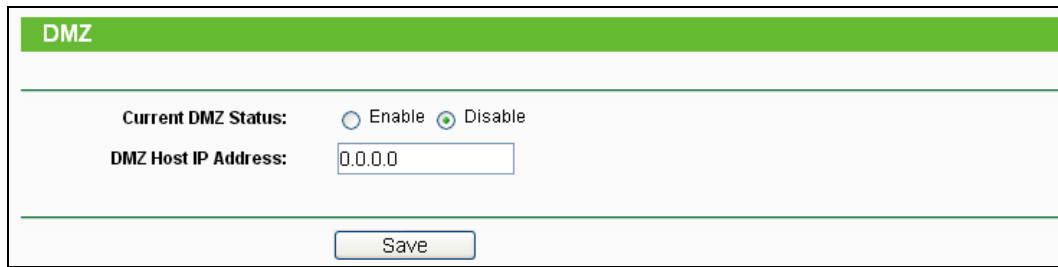 DMZ
Current DMZ Status: Enable Disable
DMZ Host IP Address: 0.0.0.0
Save